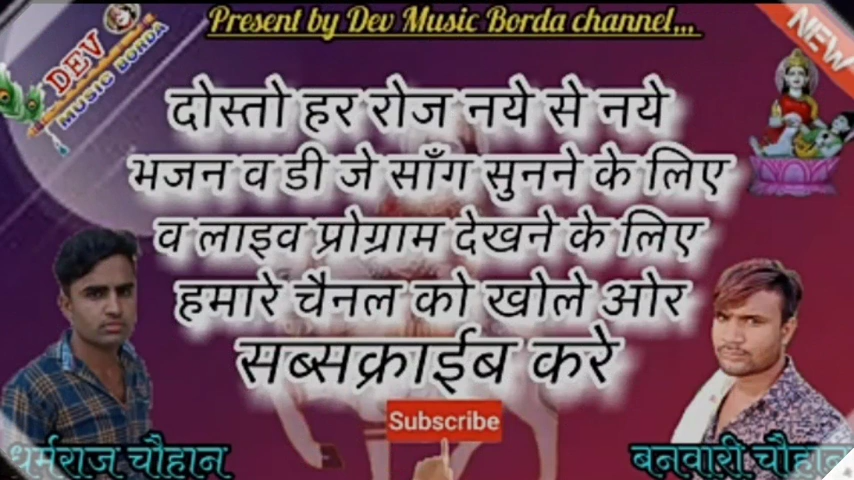 Present by Dev Music Borda channel,,,
DEV
MUSIC BORDA
NEW
दोस्तो हर रोज नये से नये
भजन व डी जे साँग सुनने के लिए
व लाइव प्रोग्राम देखने के लिए
हमारे चैनल को खोले ओर
सब्सक्राईब करे
Subscribe
धर्मराज चौहान
बनवारी चौहान